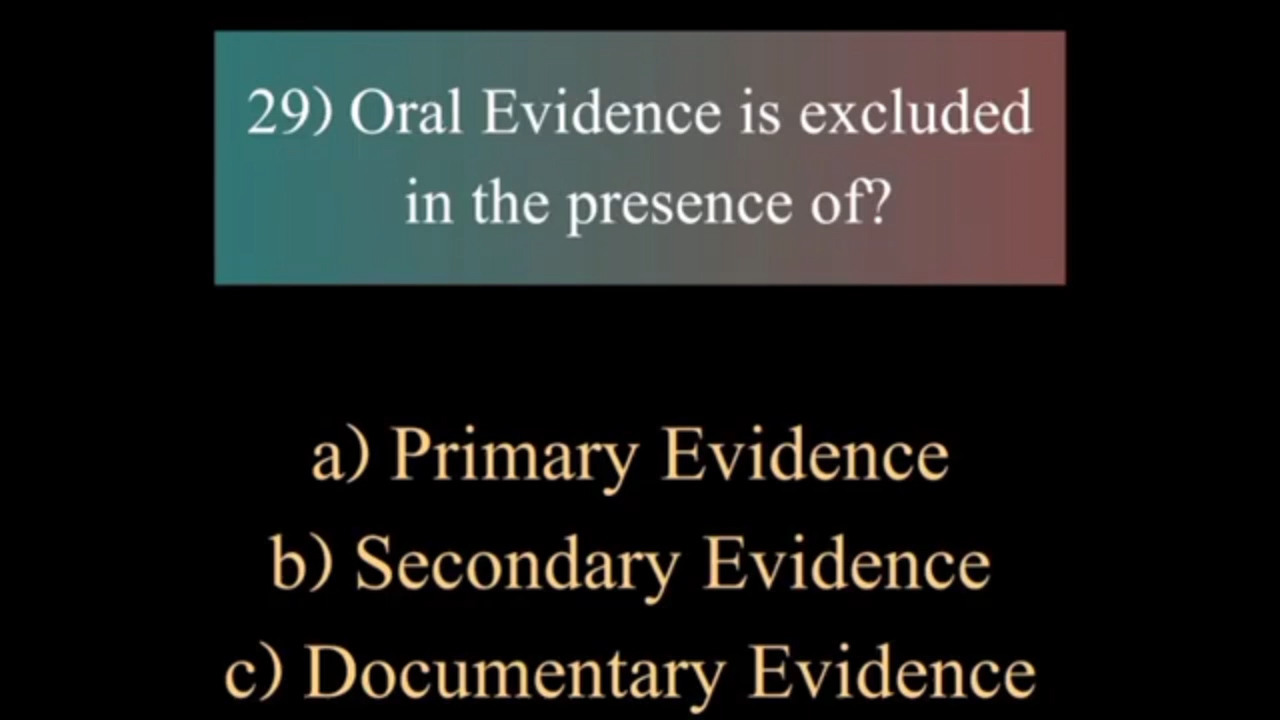 29) Oral Evidence is excluded
in the presence of?
a) Primary Evidence
b) Secondary Evidence
c) Documentary Evidence